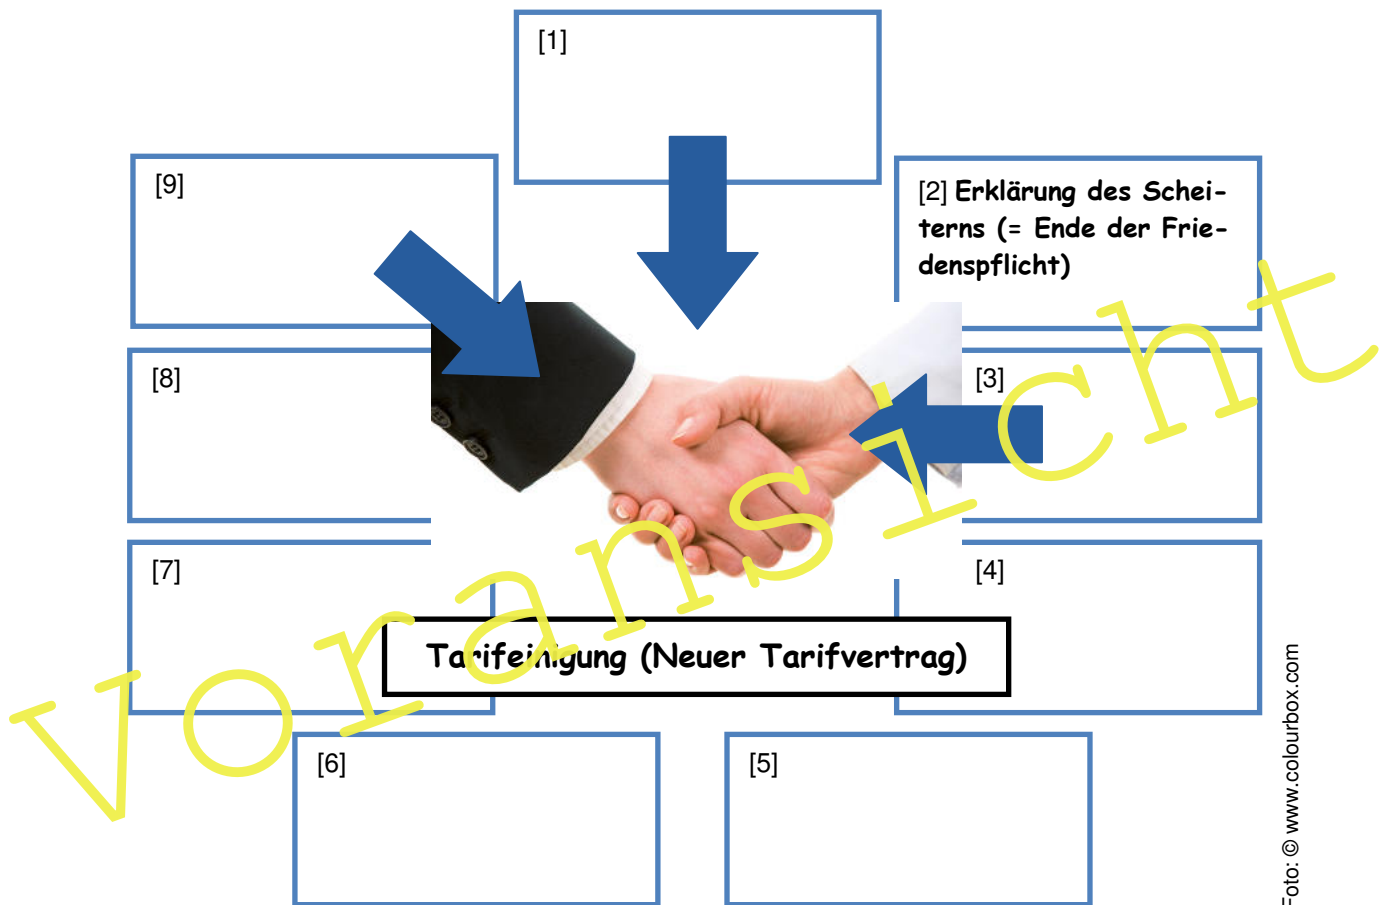 [1]
[9]
[2] Erklärung des Schei-
terns (= Ende der Frie-
denspflicht)
[8]
[3]
[7]
[4]
Tarifeinigung (Neuer Tarifvertrag)
[6]
[5]
Voransicht
Foto: © www.colourbox.com